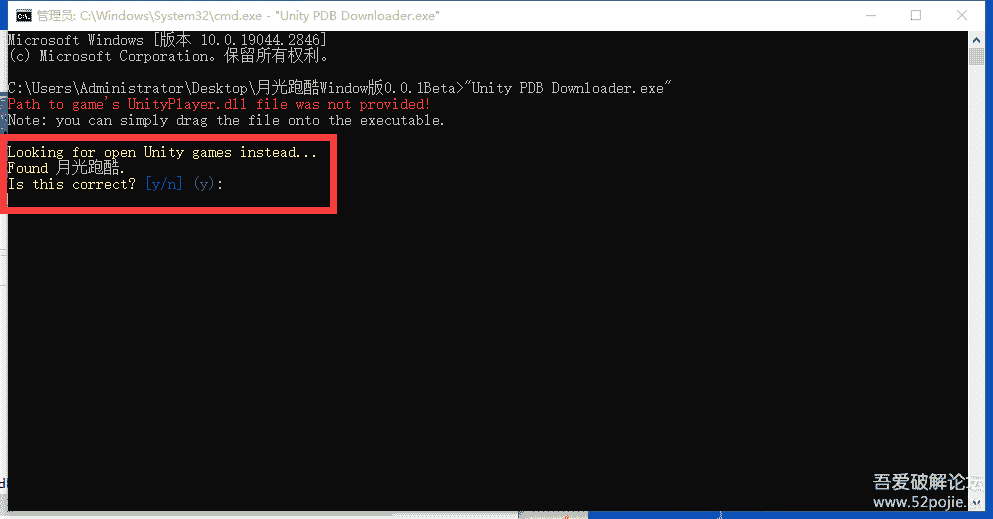 管理员: C:\Windows\System32\cmd.exe - "Unity PDB Downloader.exe"
Microsoft Windows [版本 10.0.19044.2846]
(c) Microsoft Corporation。保留所有权利。
C:\Users\Administrator\Desktop\月光跑酷Window版0.0.1Beta>"Unity PDB Downloader.exe"
Path to game's UnityPlayer.dll file was not provided!
Note: you can simply drag the file onto the executable.
Looking for open Unity games instead...
Found 月光跑酷.
Is this correct? [y/n] (y):
吾爱破解论
www.52pojie.